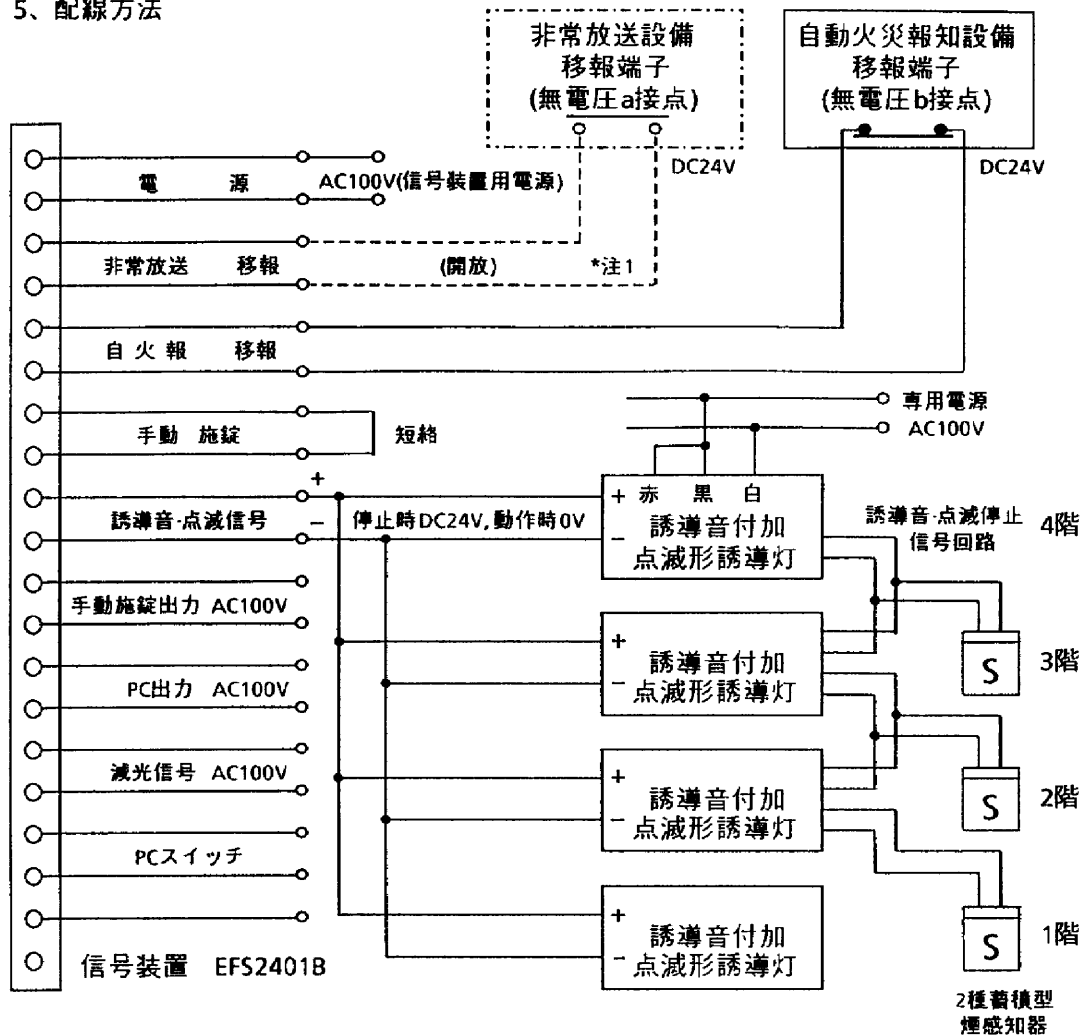 5、配線方法
非常放送設備
移報端子
(無電圧a接点)
DC24V
自動火災報知設備
移報端子
(無電圧b接点)
DC24V
電 源
AC100V(信号装置用電源)
非常放送 移報
(開放)
*注1
自火報 移報
手動 施錠
短絡
専用電源
AC100V
誘導音·点滅信号
+
−
停止時DC24V,動作時0V
+ 赤 黒 白
− 誘導音付加
点滅形誘導灯
誘導音·点滅停止
信号回路
4階
手動施錠出力 AC100V
+
− 誘導音付加
点滅形誘導灯
S
3階
PC出力 AC100V
減光信号 AC100V
+
− 誘導音付加
点滅形誘導灯
S
2階
PCスイッチ
+
− 誘導音付加
点滅形誘導灯
S
1階
信号装置 EFS2401B
2種蓄積型
煙感知器